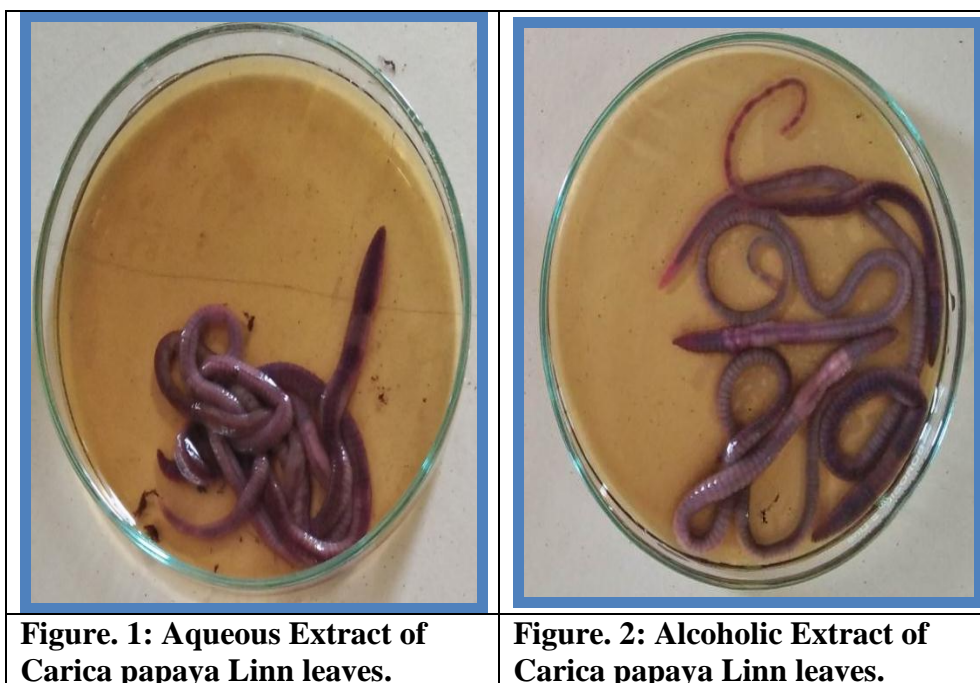 Figure. 1: Aqueous Extract of
Carica papaya Linn leaves.
Figure. 2: Alcoholic Extract of
Carica papaya Linn leaves.